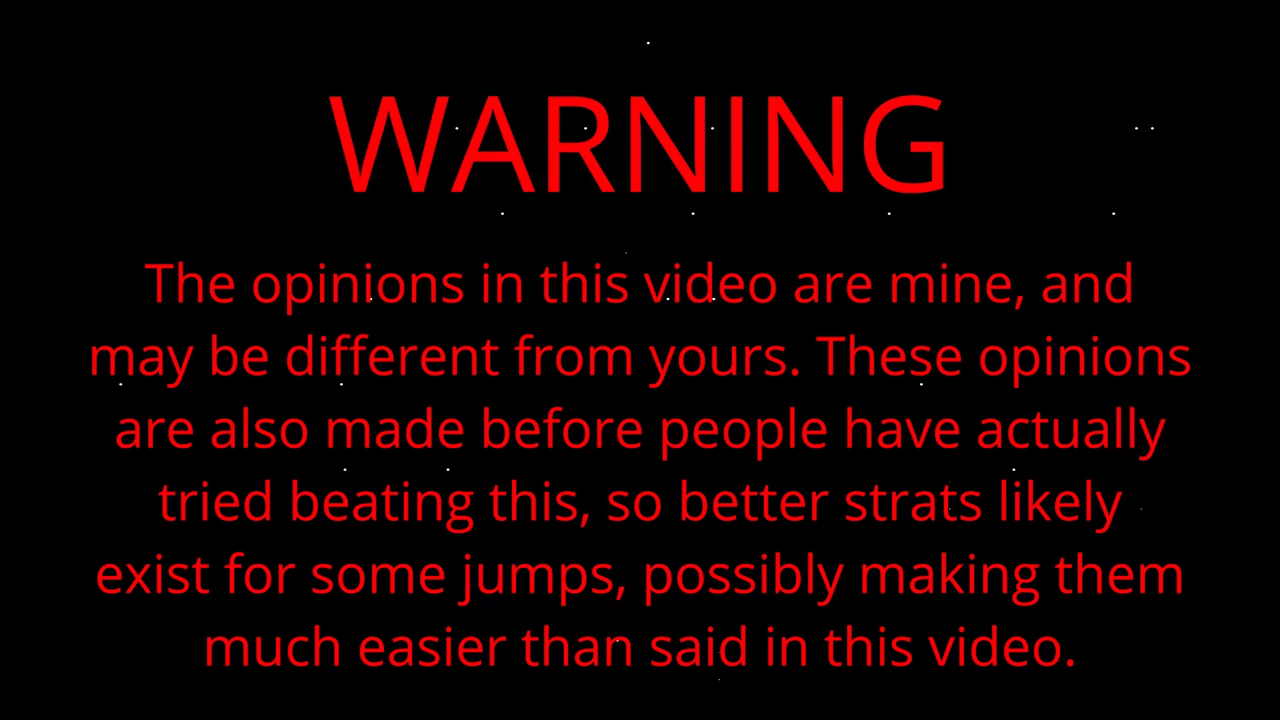 WARNING
The opinions in this video are mine, and
may be different from yours. These opinions
are also made before people have actually
tried beating this, so better strats likely
exist for some jumps, possibly making them
much easier than said in this video.